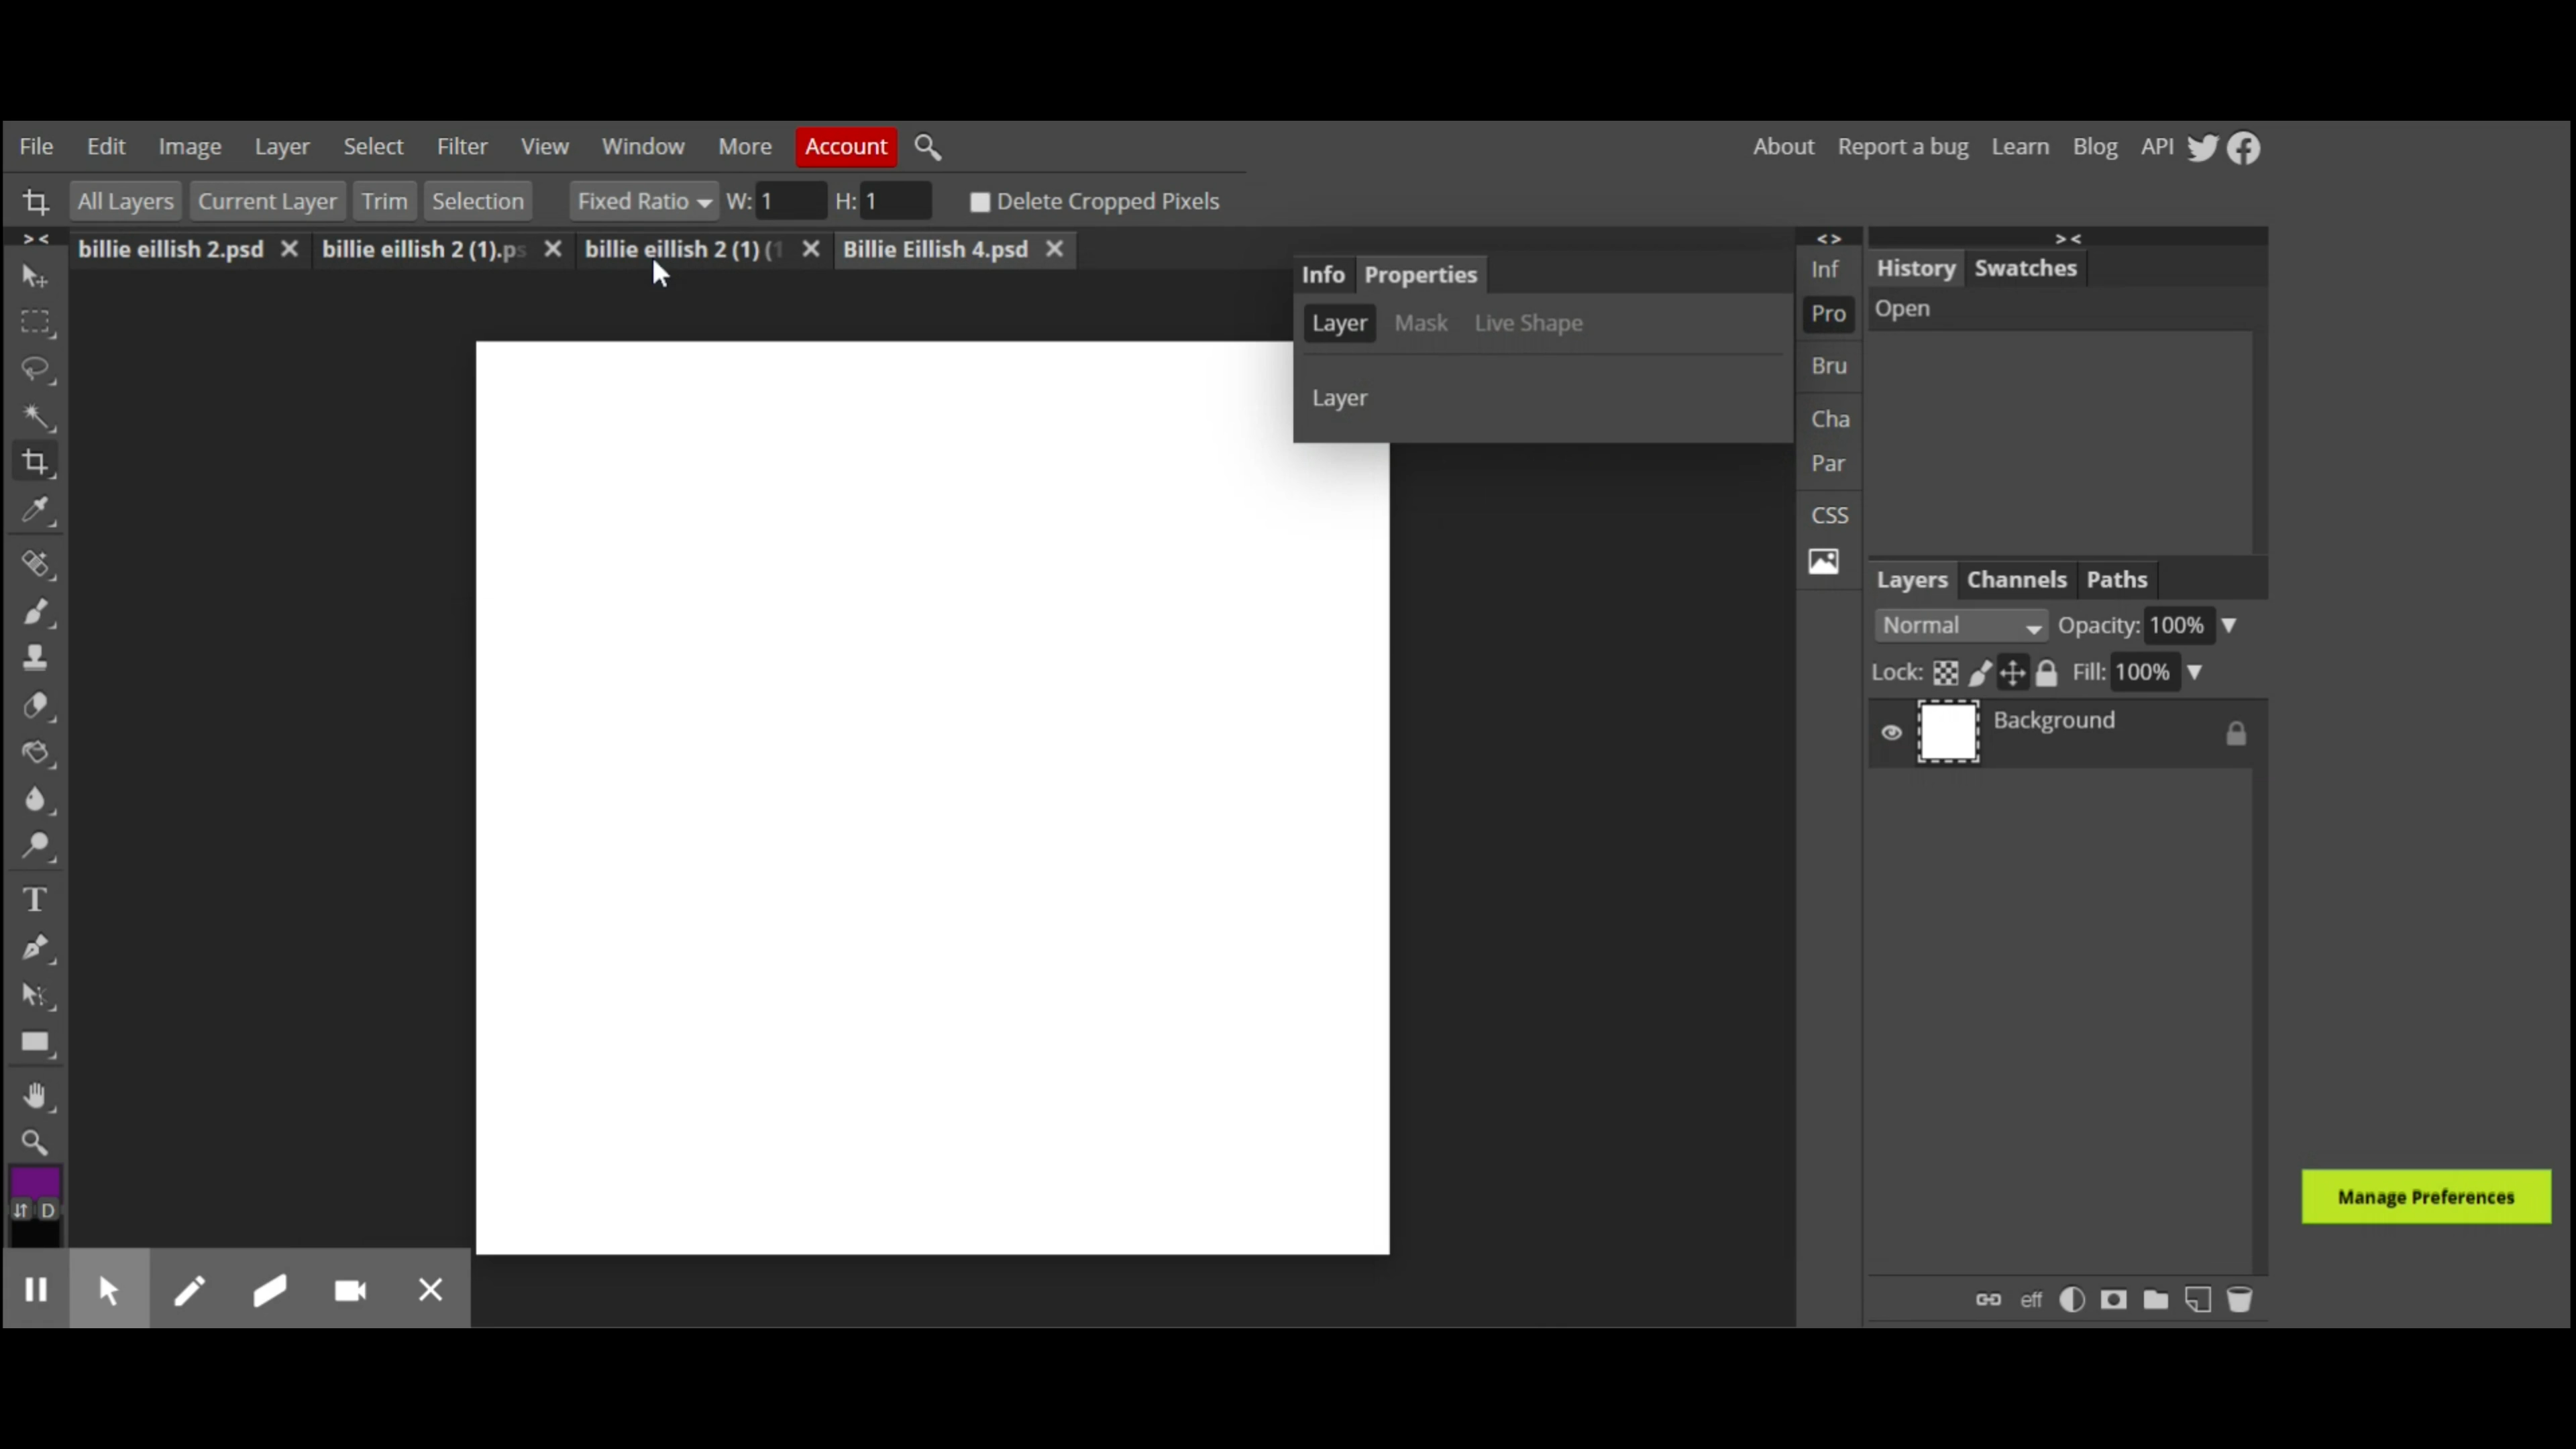 File Edit Image Layer Select Filter View Window More Account About Report a bug Learn Blog API
All Layers Current Layer Trim Selection Fixed Ratio W: 1 H: 1 Delete Cropped Pixels
> < billie eillish 2.psd billie eillish 2 (1).ps billie eillish 2 (1) (1 Billie Eillish 4.psd < > > <
Info Properties Inf History Swatches
Layer Mask Live Shape Pro Open
Bru
Layer Cha
Par
CSS
Layers Channels Paths
Normal Opacity: 100%
Lock: Fill: 100%
Background
T
D
Manage Preferences
eff